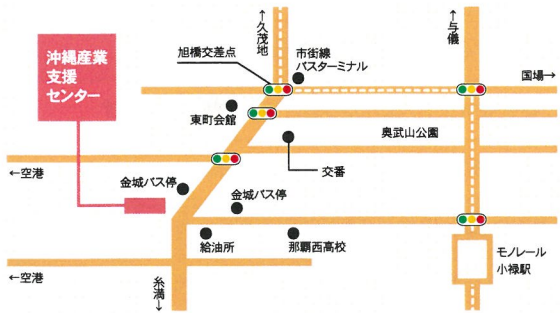 ←久茂地
←与儀
沖縄産業
支援
センター
旭橋交差点
市街線
バスターミナル
国場→
東町会館
奥武山公園
交番
←空港
金城バス停
金城バス停
給油所
那覇西高校
モノレール
小禄駅
←空港
糸満→